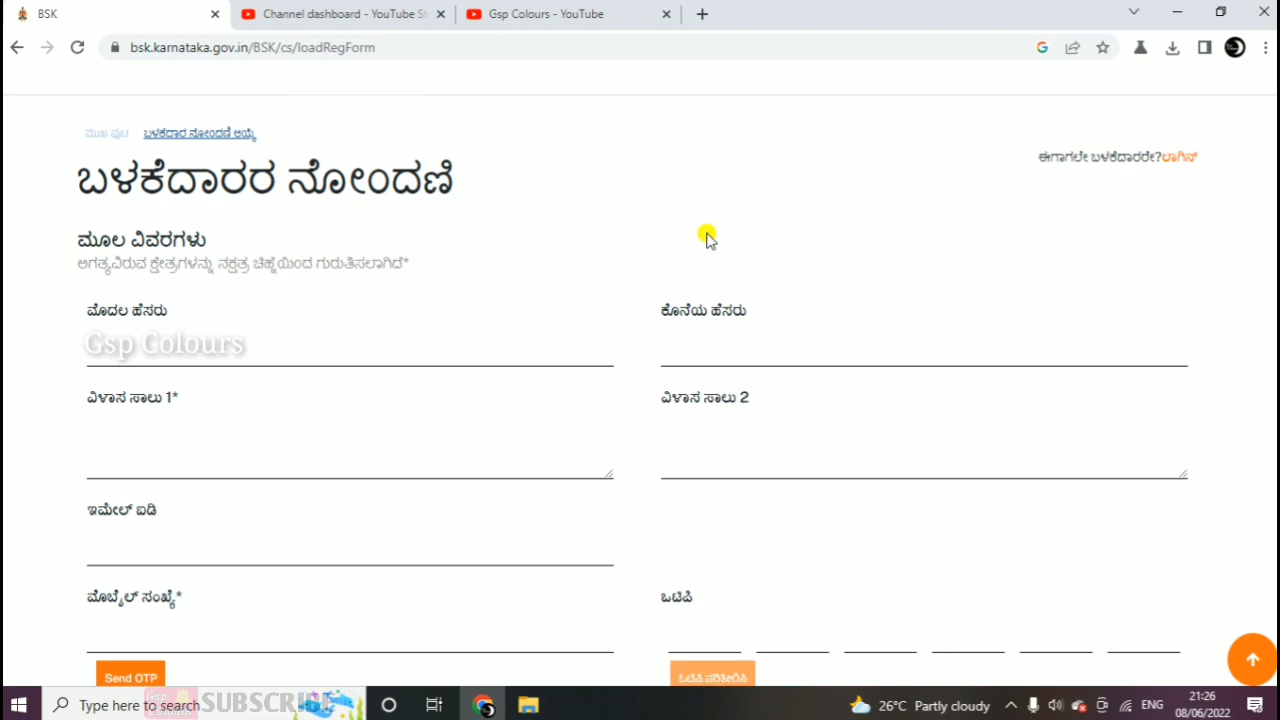 BSK
Channel dashboard - YouTube St
Gsp Colours - YouTube
bsk.karnataka.gov.in/BSK/cs/loadRegForm
ಮುಖ ಪುಟ ಬಳಕೆದಾರ ನೋಂದಣಿ ಆಯ್ಕೆ
ಈಗಾಗಲೇ ಬಳಕೆದಾರರೇ?ಲಾಗಿನ್
ಬಳಕೆದಾರರ ನೋಂದಣಿ
ಮೂಲ ವಿವರಗಳು
ಅಗತ್ಯವಿರುವ ಕ್ಷೇತ್ರಗಳನ್ನು ನಕ್ಷತ್ರ ಚಿಹ್ನೆಯಿಂದ ಗುರುತಿಸಲಾಗಿದೆ*
ಮೊದಲ ಹೆಸರು
ಕೊನೆಯ ಹೆಸರು
Gsp Colours
ವಿಳಾಸ ಸಾಲು 1*
ವಿಳಾಸ ಸಾಲು 2
ಇಮೇಲ್ ಐಡಿ
ಮೊಬೈಲ್ ಸಂಖ್ಯೆ*
ಒಟಿಪಿ
Send OTP
ಒಟಿಪಿ ಪರಿಶೀಲಿಸಿ
Type here to search
Gsp Colours
SUBSCRIBE
26°C Partly cloudy
ENG
21:26
08/06/2022